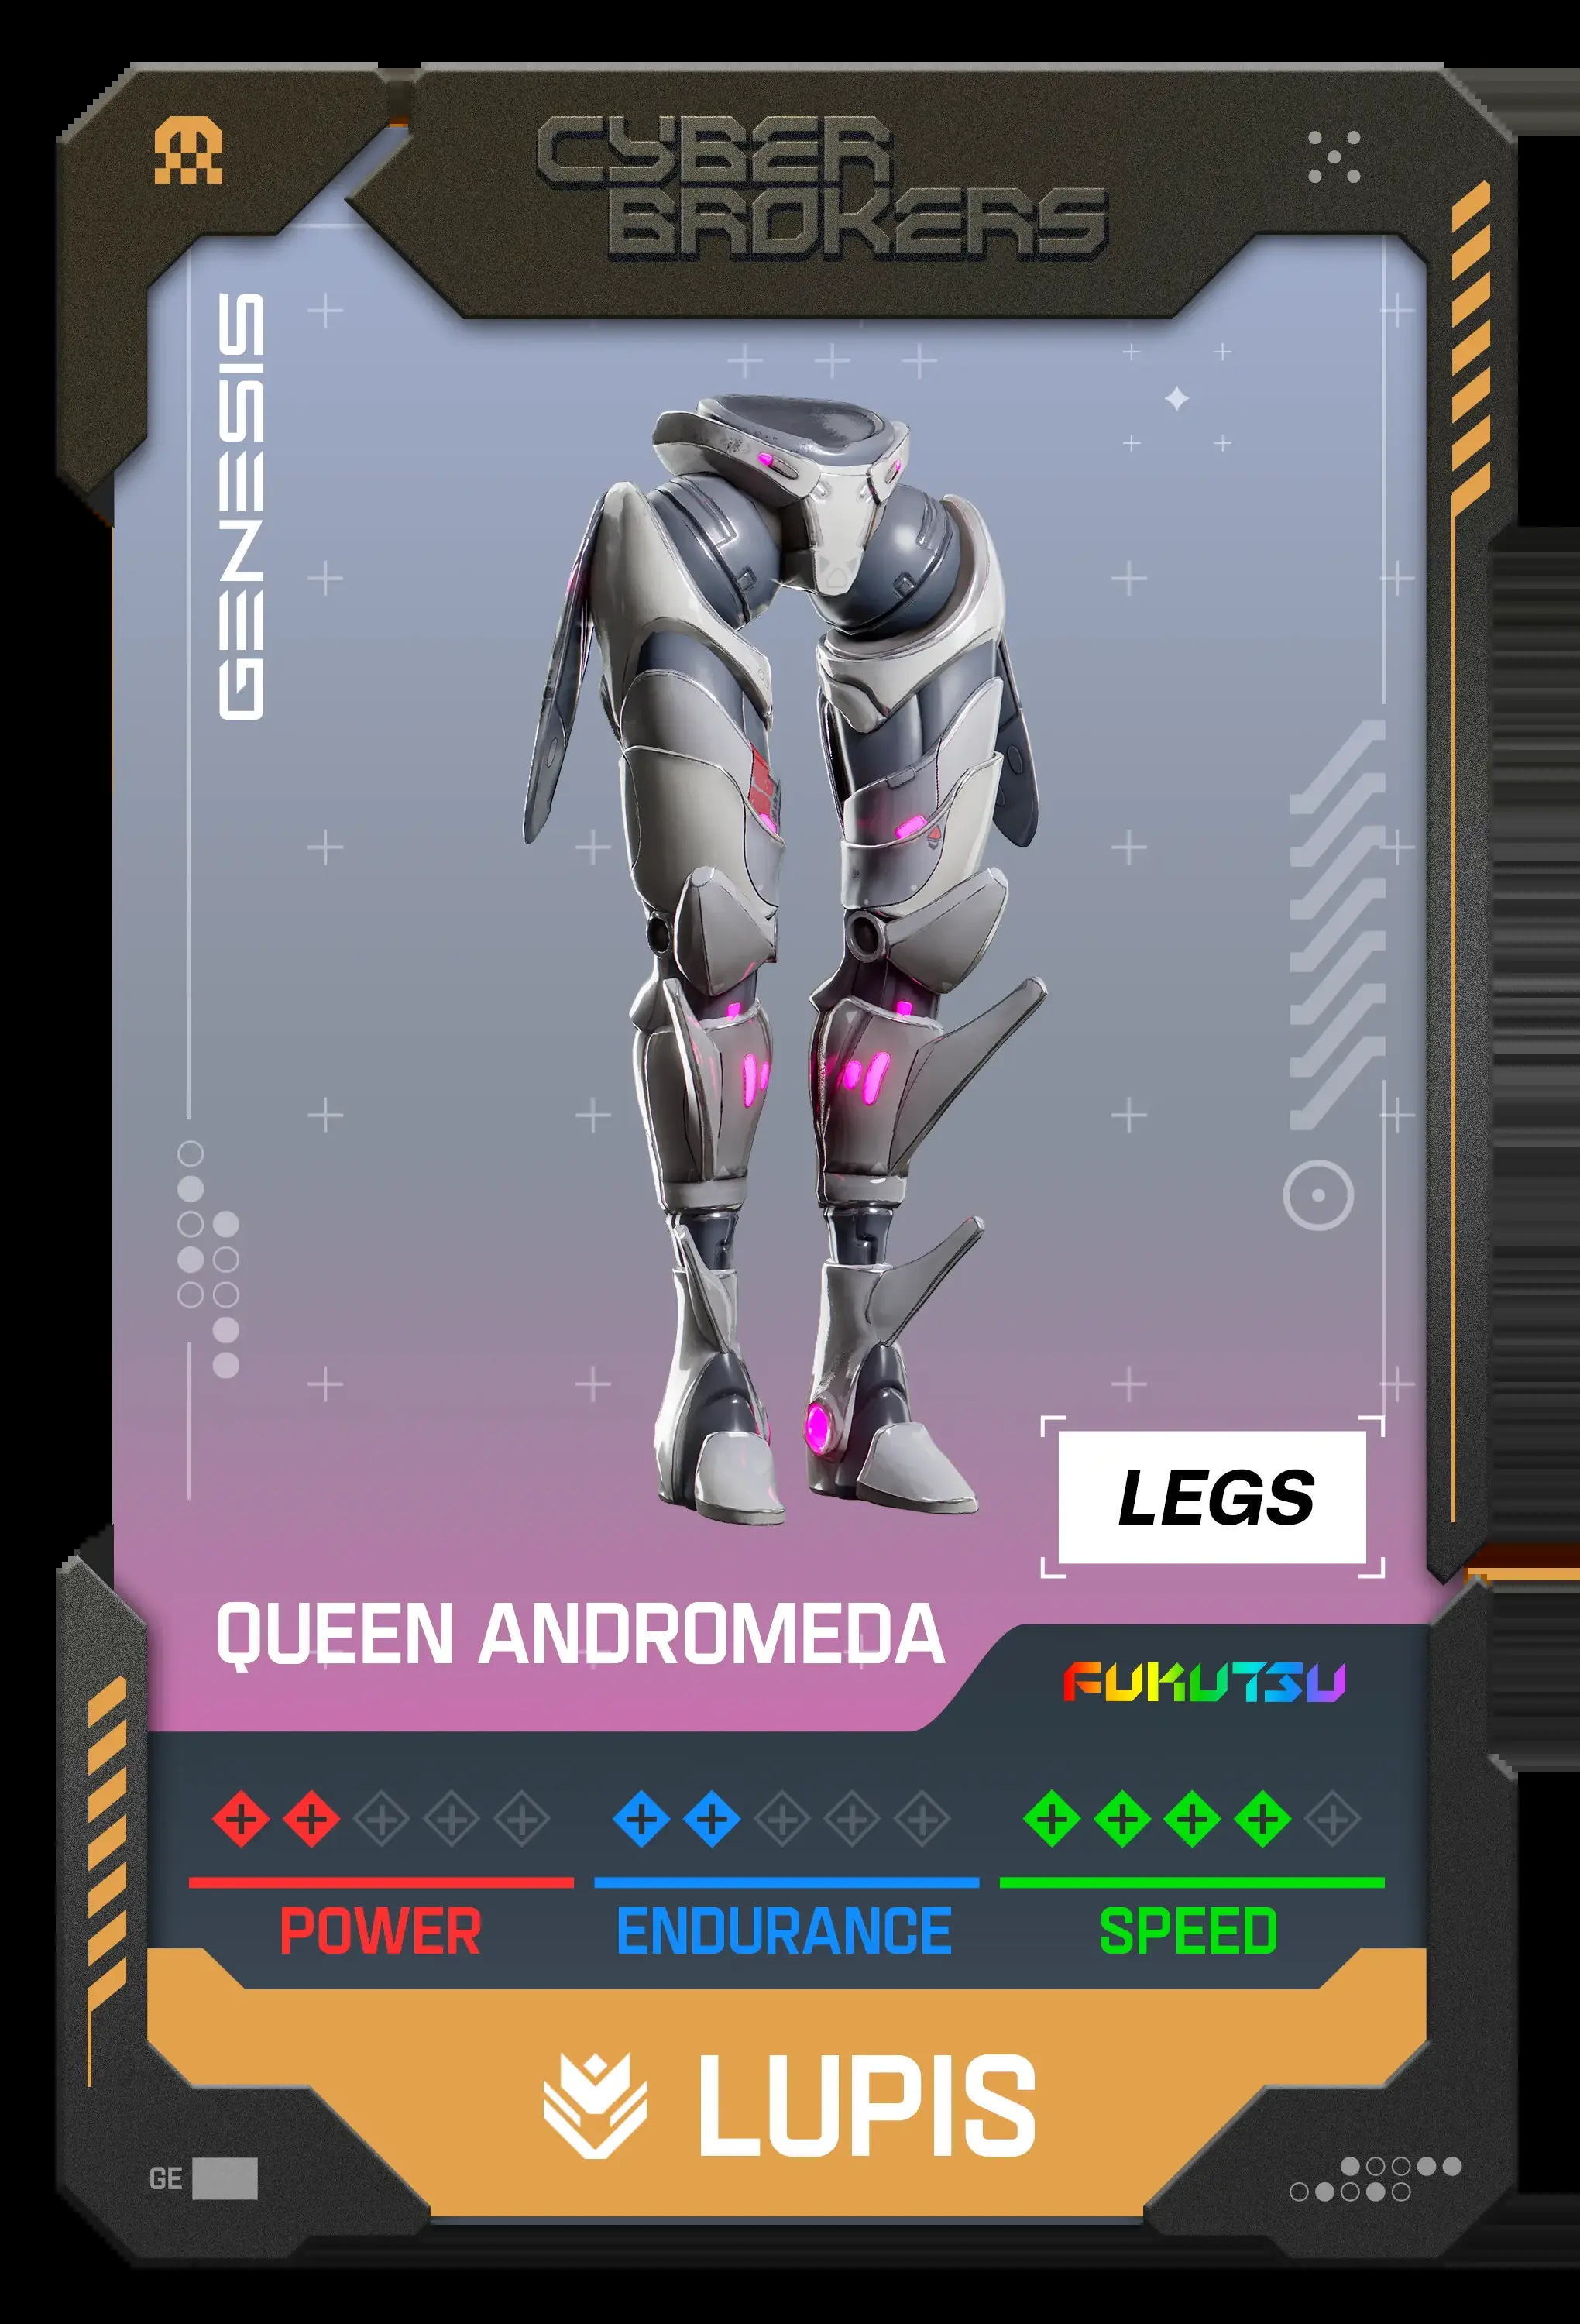 CYBER
BROKERS
GENESIS
LEGS
QUEEN ANDROMEDA
FUKUTSU
POWER
ENDURANCE
SPEED
LUPIS
GE